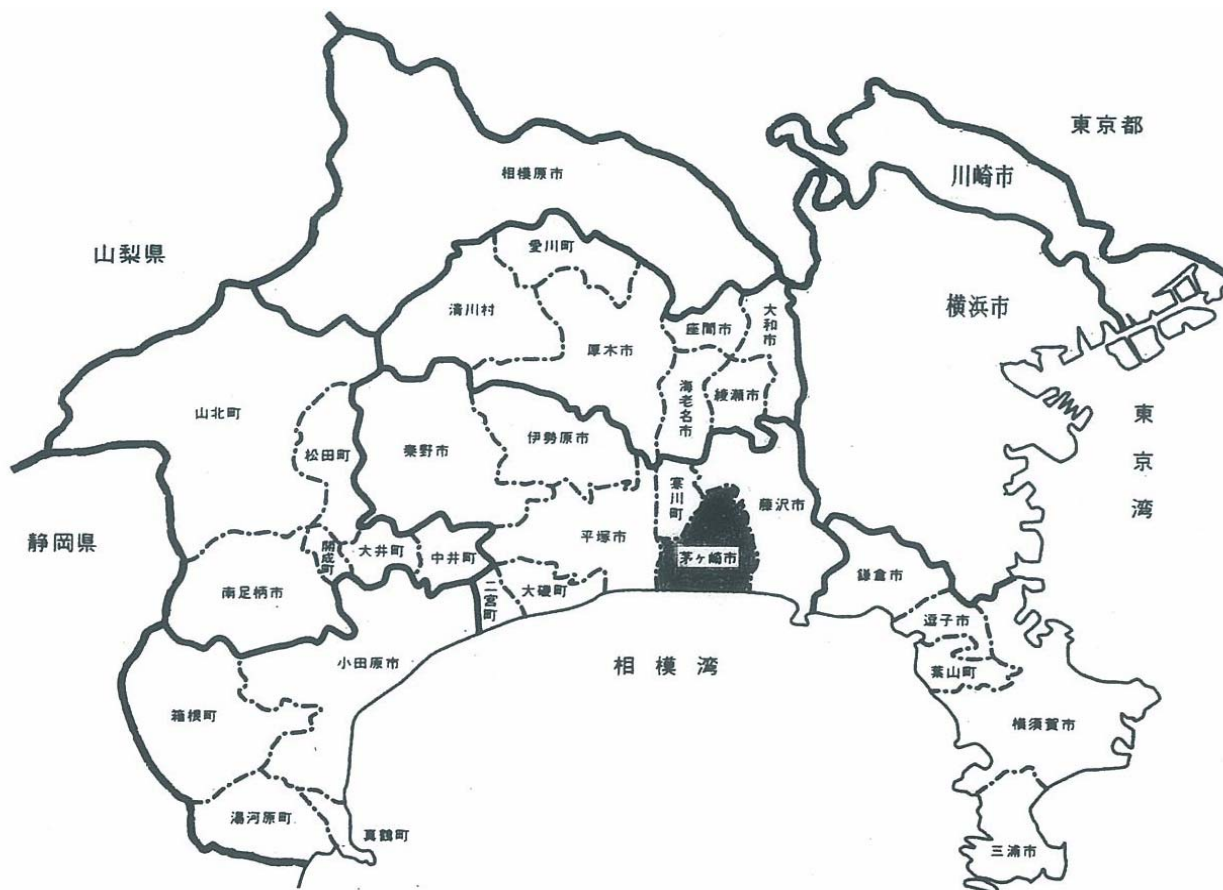 東京都
川崎市
相模原市
山梨県
愛川町
清川村
横浜市
大和市
座間市
厚木市
海老名市
綾瀬市
山北町
東京湾
伊勢原市
秦野市
松田町
寒川町
藤沢市
静岡県
平塚市
開成町
大井町
中井町
茅ヶ崎市
鎌倉市
南足柄市
二宮町
大磯町
逗子市
小田原市
相模湾
葉山町
箱根町
横須賀市
湯河原町
真鶴町
三浦市